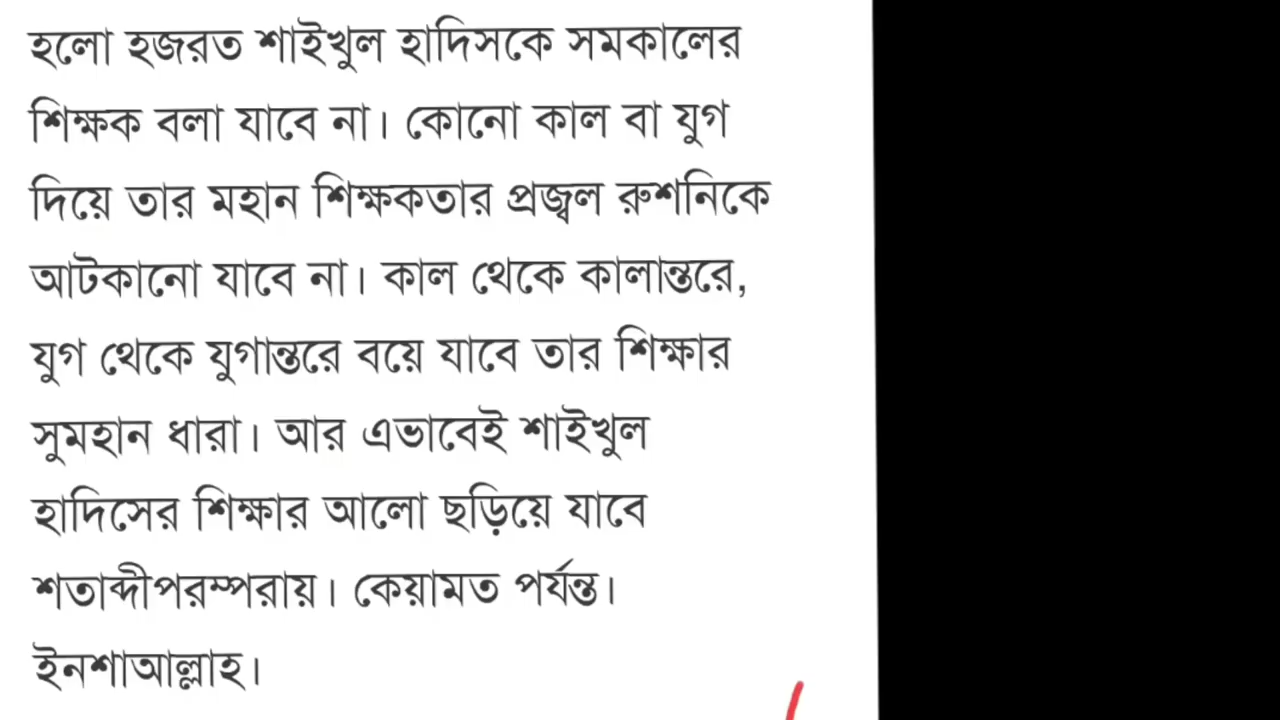 হলো হজরত শাইখুল হাদিসকে সমকালের
শিক্ষক বলা যাবে না। কোনো কাল বা যুগ
দিয়ে তার মহান শিক্ষকতার প্রজ্বল রুশনিকে
আটকানো যাবে না। কাল থেকে কালান্তরে,
যুগ থেকে যুগান্তরে বয়ে যাবে তার শিক্ষার
সুমহান ধারা। আর এভাবেই শাইখুল
হাদিসের শিক্ষার আলো ছড়িয়ে যাবে
শতাব্দীপরম্পরায়। কেয়ামত পর্যন্ত।
ইনশাআল্লাহ।